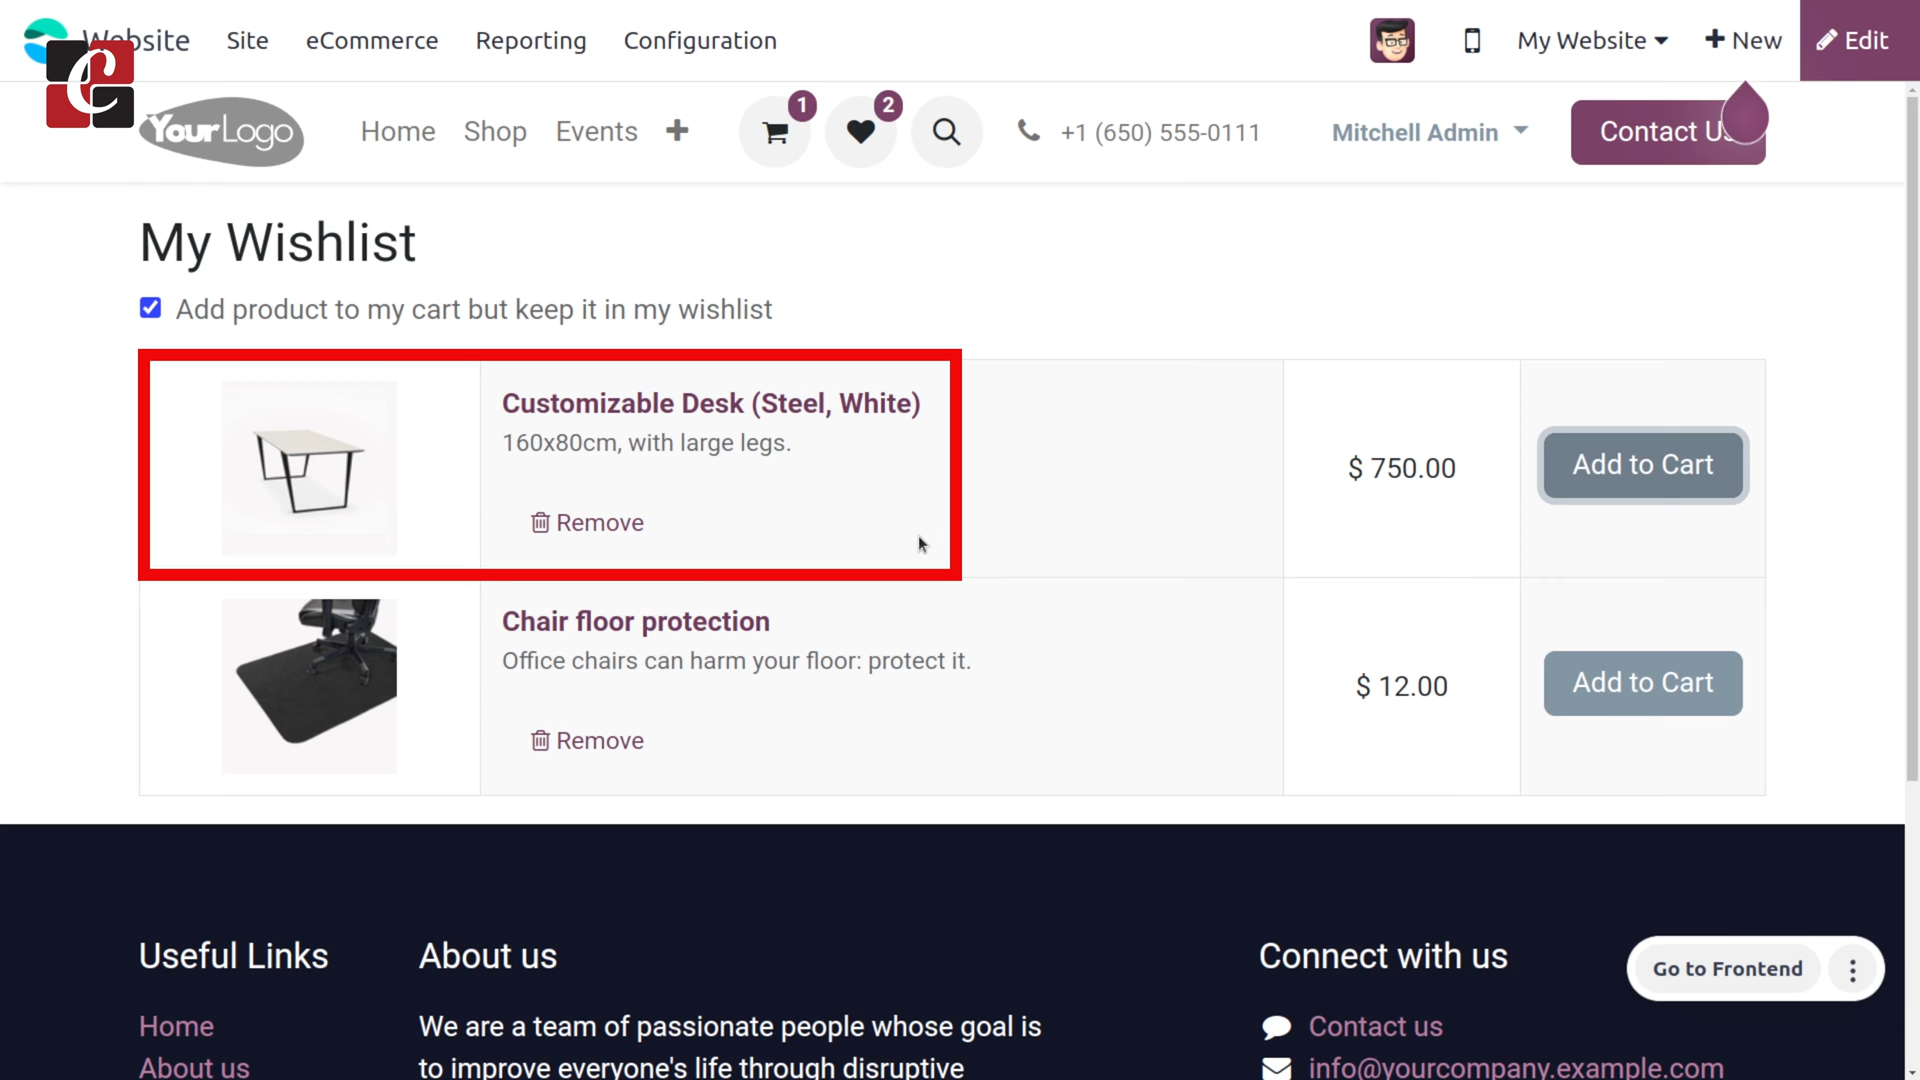 Website Site eCommerce Reporting Configuration My Website New Edit
C
YourLogo Home Shop Events 1 2 +1 (650) 555-0111 Mitchell Admin Contact Us
My Wishlist
Add product to my cart but keep it in my wishlist
Customizable Desk (Steel, White)
160x80cm, with large legs.
Remove
$ 750.00
Add to Cart
Chair floor protection
Office chairs can harm your floor: protect it.
Remove
$ 12.00
Add to Cart
Useful Links
Home
About us
About us
We are a team of passionate people whose goal is
to improve everyone's life through disruptive
Connect with us
Contact us
info@yourcompany.example.com
Go to Frontend